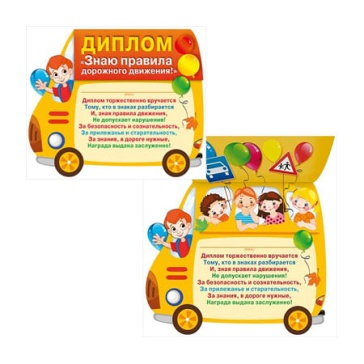 ДИПЛОМ
«Знаю правила
дорожного движения!»
Диплом торжественно вручается
Тому, кто в знаках разбирается
И, зная правила движения,
Не допускает нарушения!
За безопасность и сознательность,
За прилежанье и старательность,
За знания, в дороге нужные,
Награда выдана заслуженно!
Диплом торжественно вручается
Тому, кто в знаках разбирается
И, зная правила движения,
Не допускает нарушения!
За безопасность и сознательность,
За прилежанье и старательность,
За знания, в дороге нужные,
Награда выдана заслуженно!